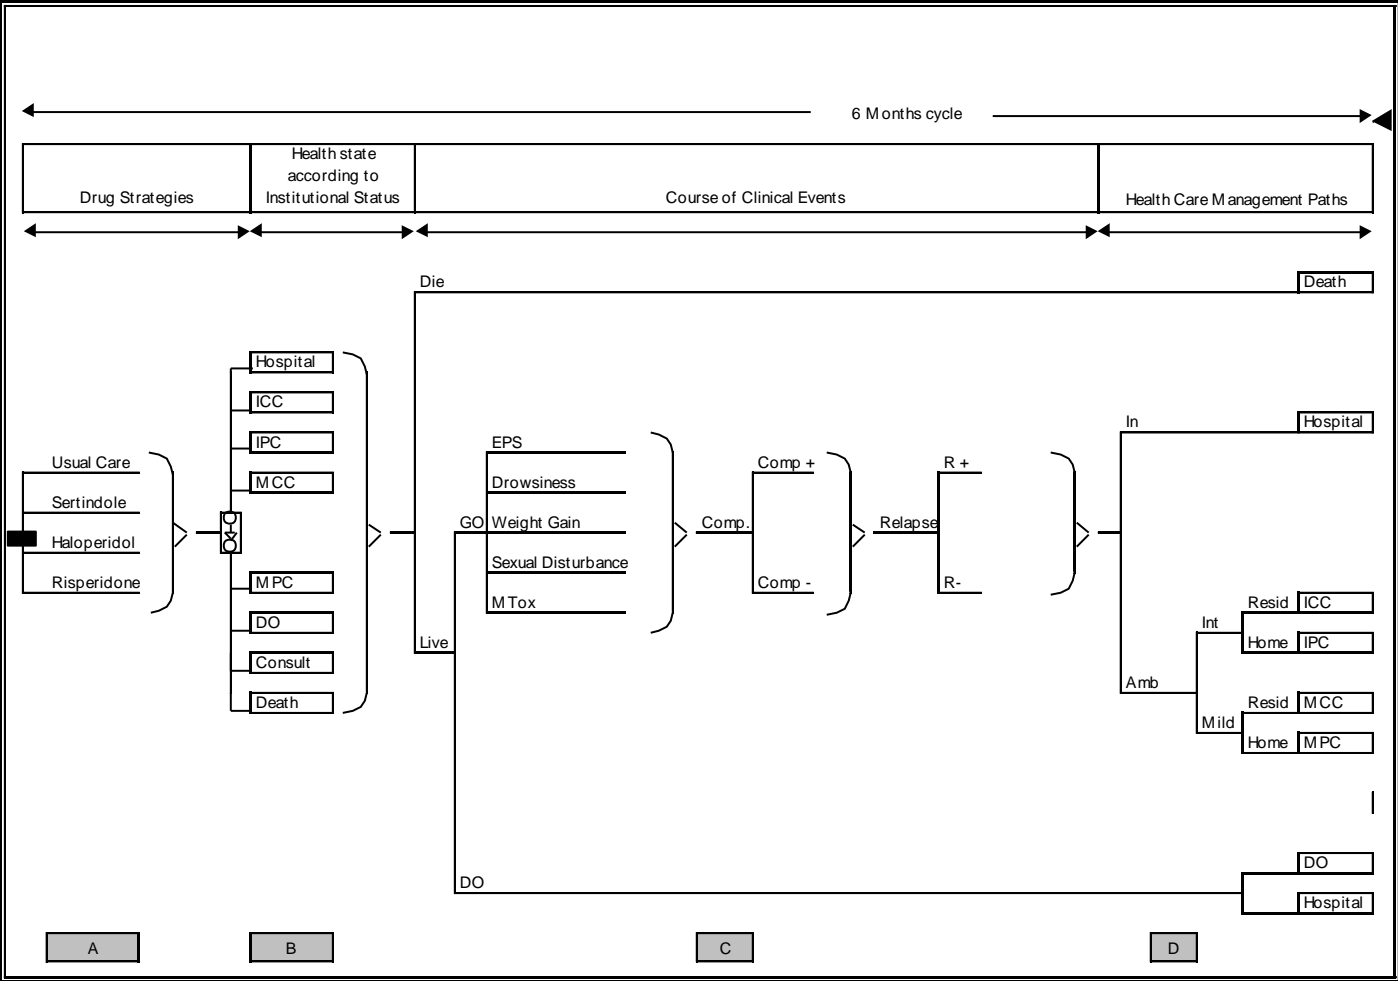 6 Months cycle
Drug Strategies
Health state
according to
Institutional Status
Course of Clinical Events
Health Care Management Paths
Die
Death
Hospital
ICC
IPC
MCC
MPC
DO
Consult
Death
Usual Care
Sertindole
Haloperidol
Risperidone
Live
GO
EPS
Drowsiness
Weight Gain
Sexual Disturbance
MTox
Comp.
Comp +
Comp -
Relapse
R +
R-
In
Hospital
Amb
Int
Resid ICC
Home IPC
Mild
Resid MCC
Home MPC
DO
DO
Hospital
A
B
C
D